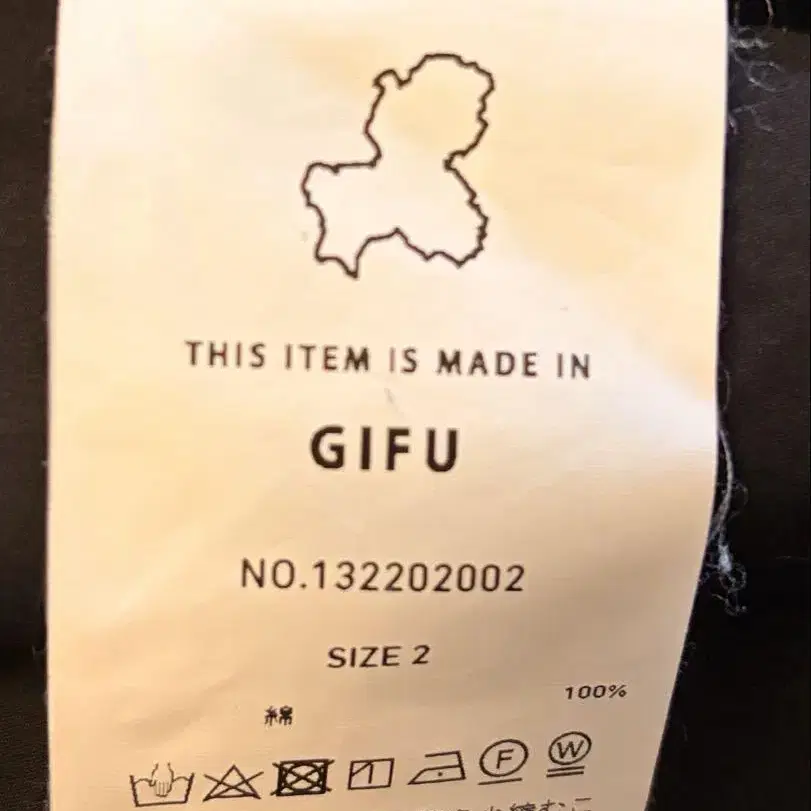 THIS ITEM IS MADE IN
GIFU
NO.132202002
SIZE 2
100%
綿
F
W